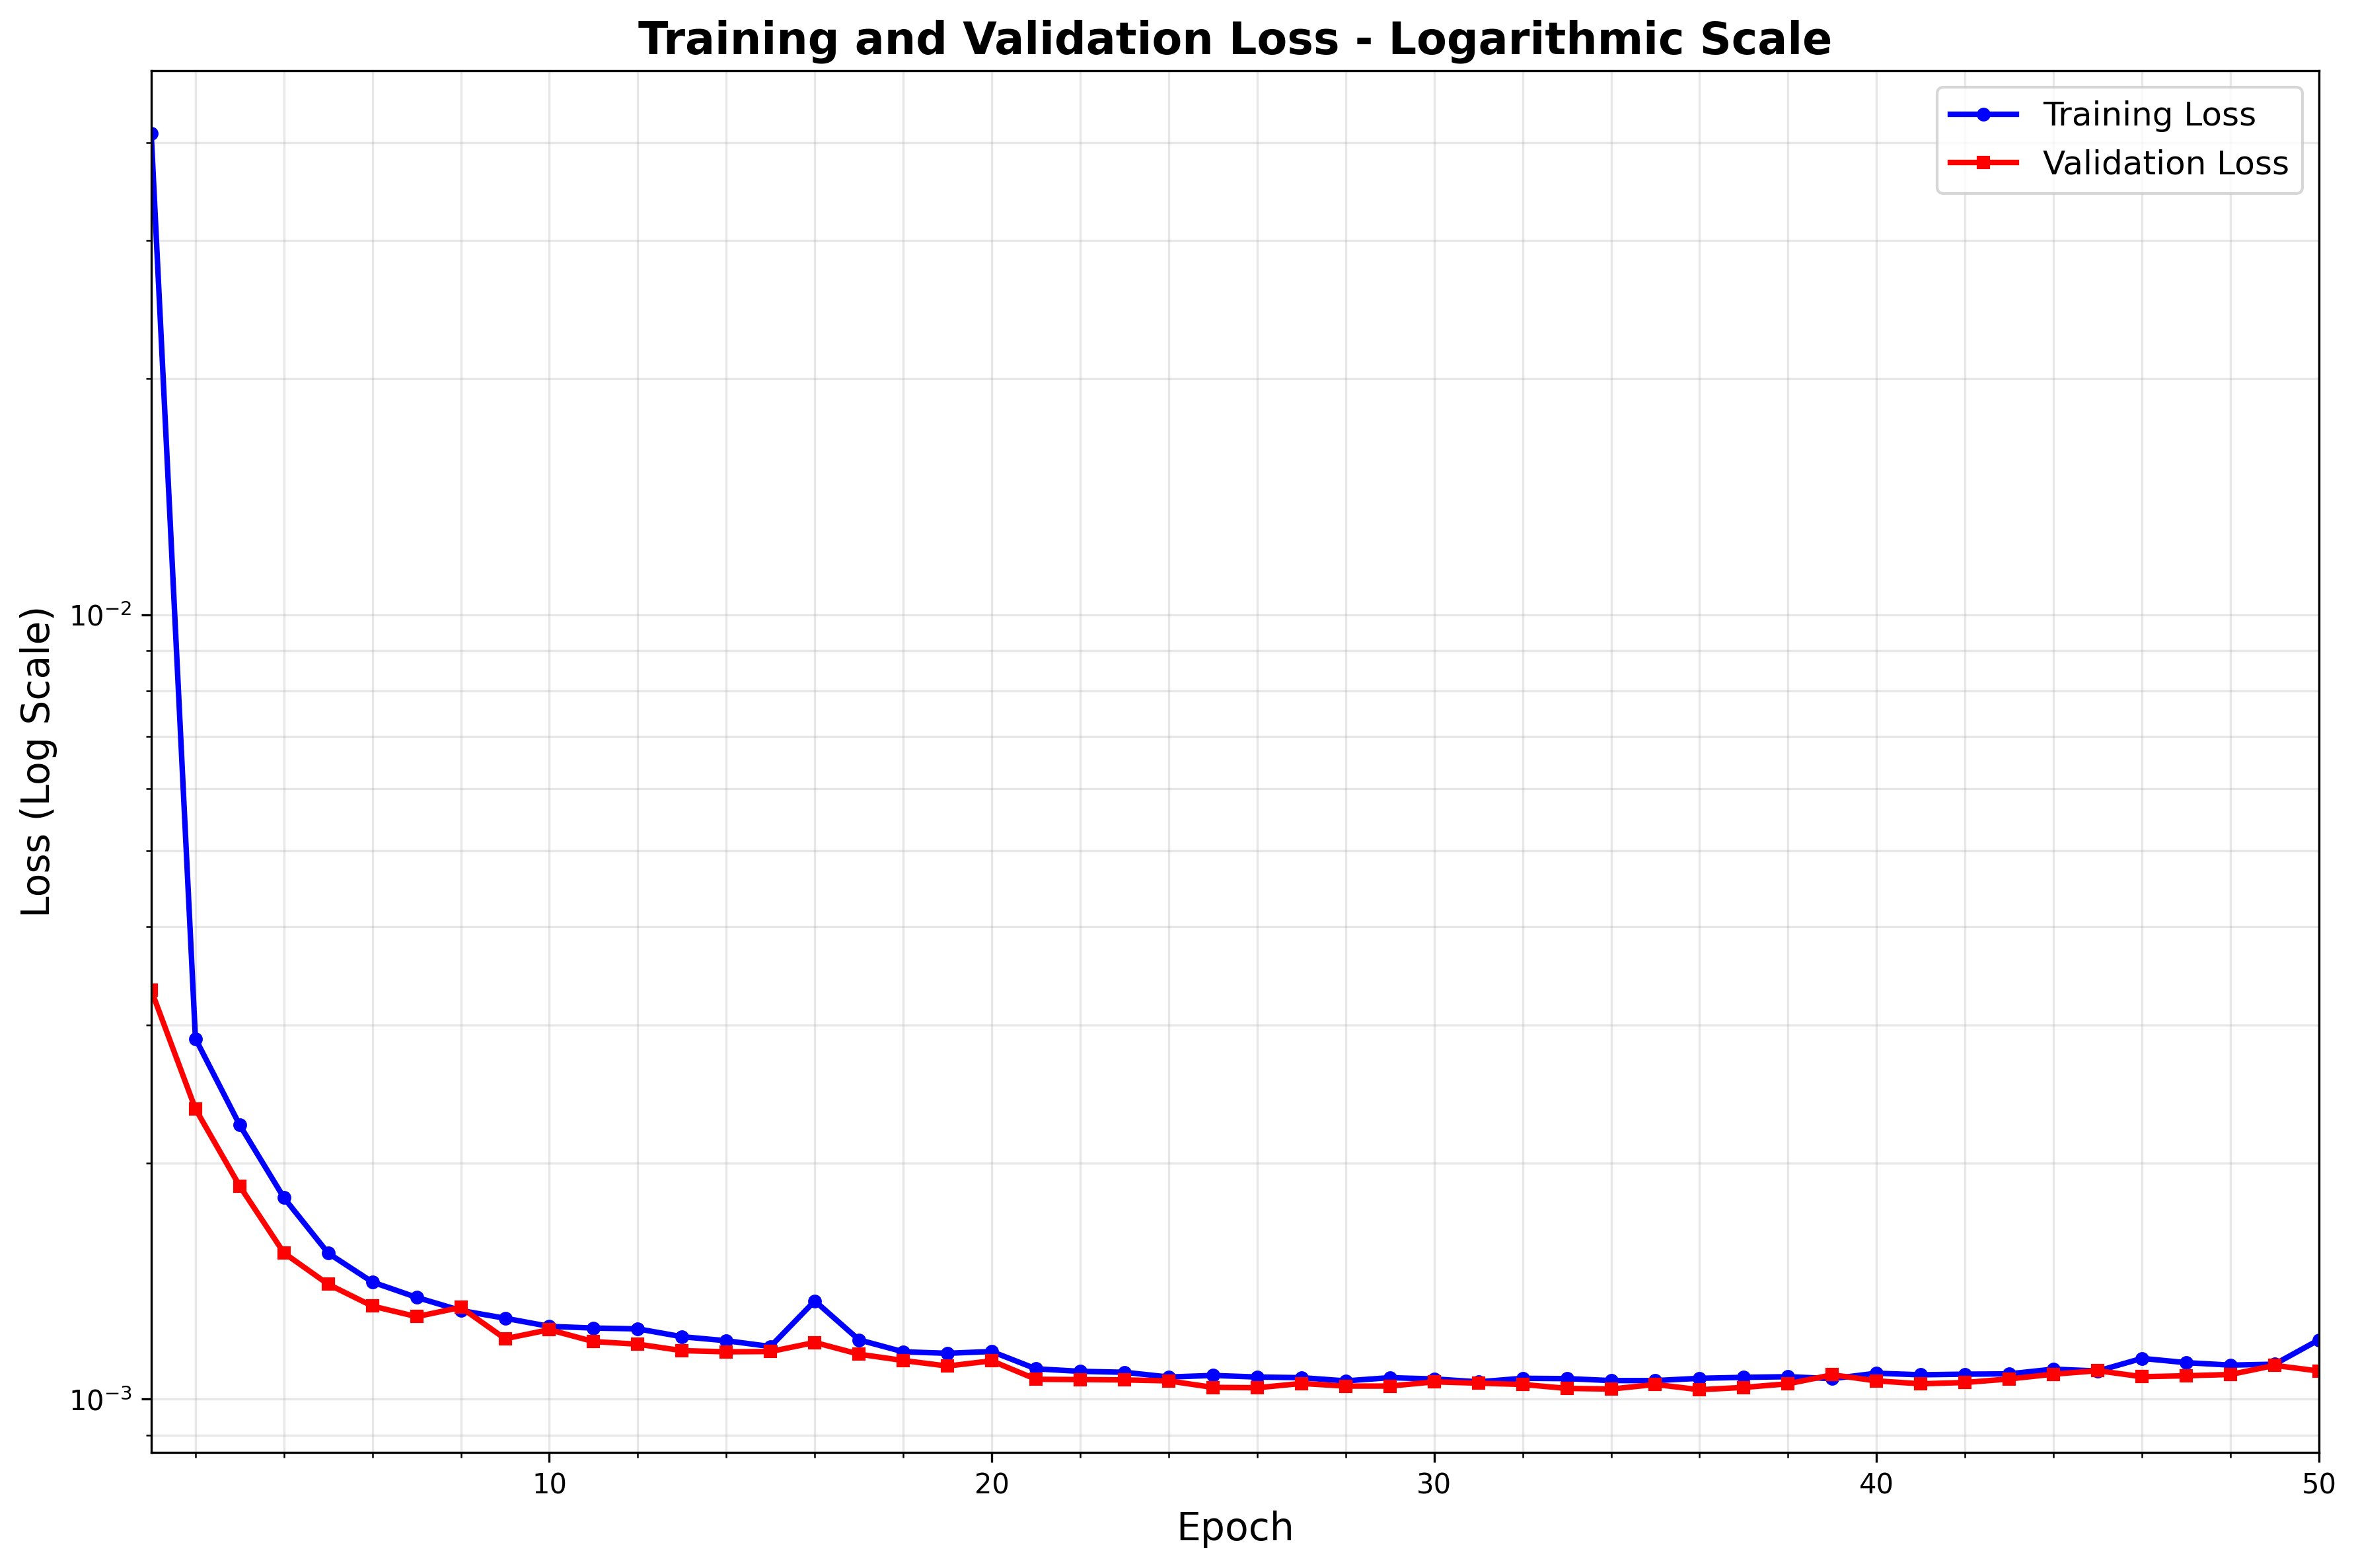 Training and Validation Loss - Logarithmic Scale
Training Loss
Validation Loss
Loss (Log Scale)
10⁻²
10⁻³
10 20 30 40 50
Epoch